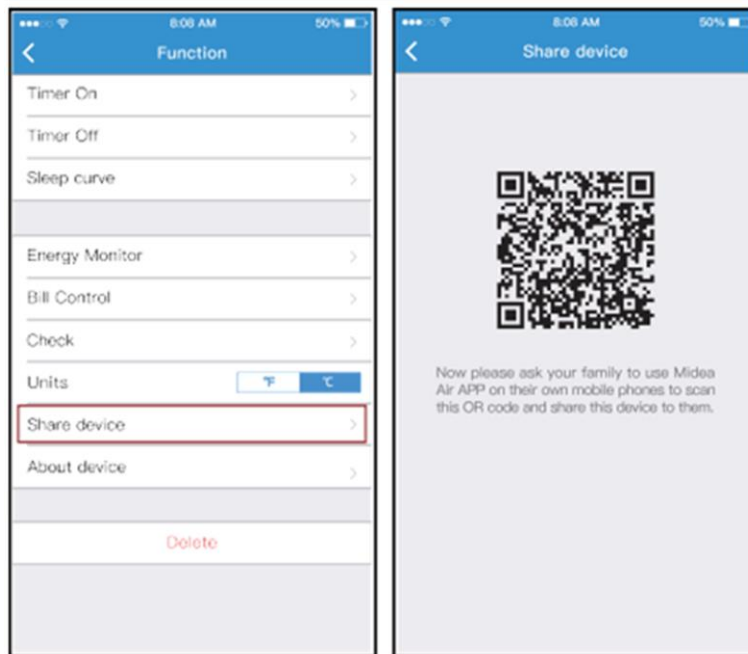 8:08 AM
50%
Function
Timer On
Timer Off
Sleep curve
Energy Monitor
Bill Control
Check
Units
°F
°C
Share device
About device
Delete
8:08 AM
50%
Share device
Now please ask your family to use Midea
Air APP on their own mobile phones to scan
this OR code and share this device to them.